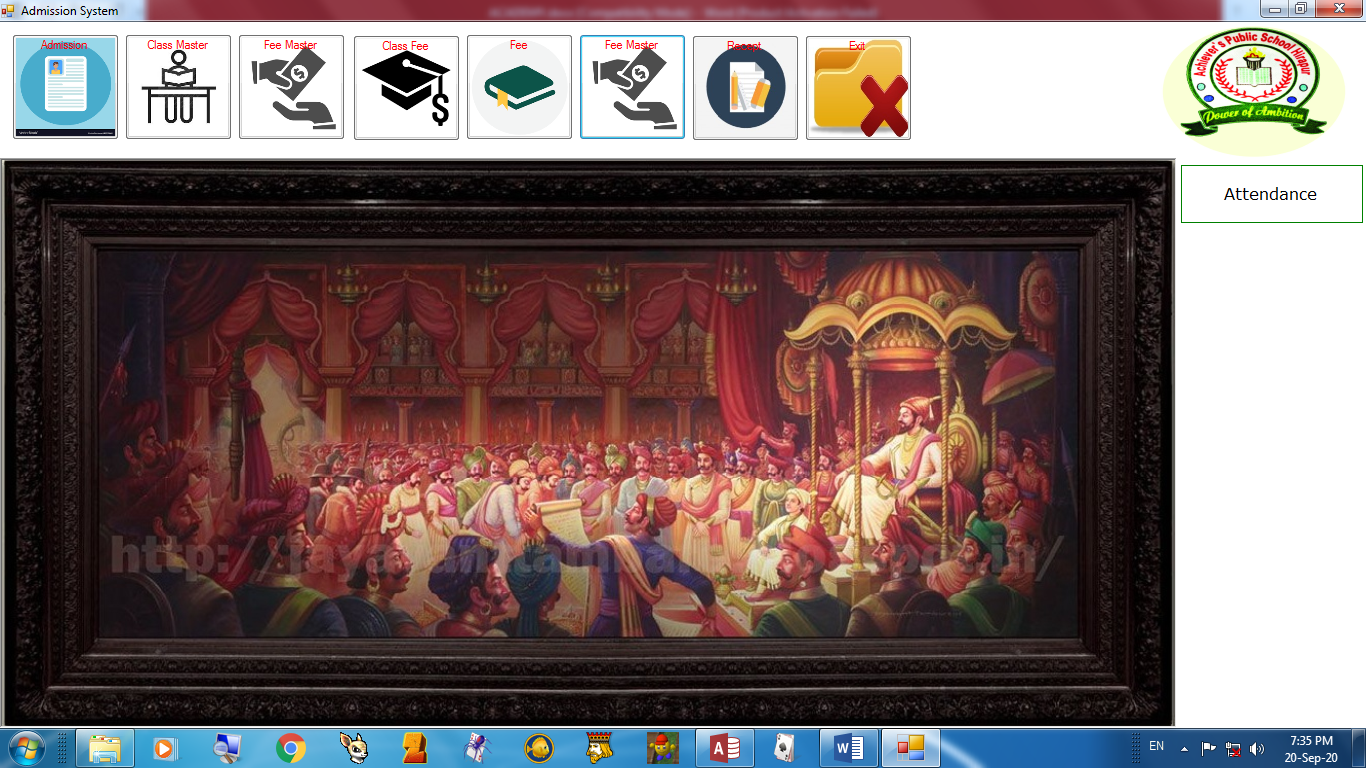 Admission System
Admission
Class Master
Fee Master
Class Fee
Fee
Fee Master
Exit
Achiever's Public School Hirapur
Power of Ambition
Attendance
EN
7:35 PM
20-Sep-20